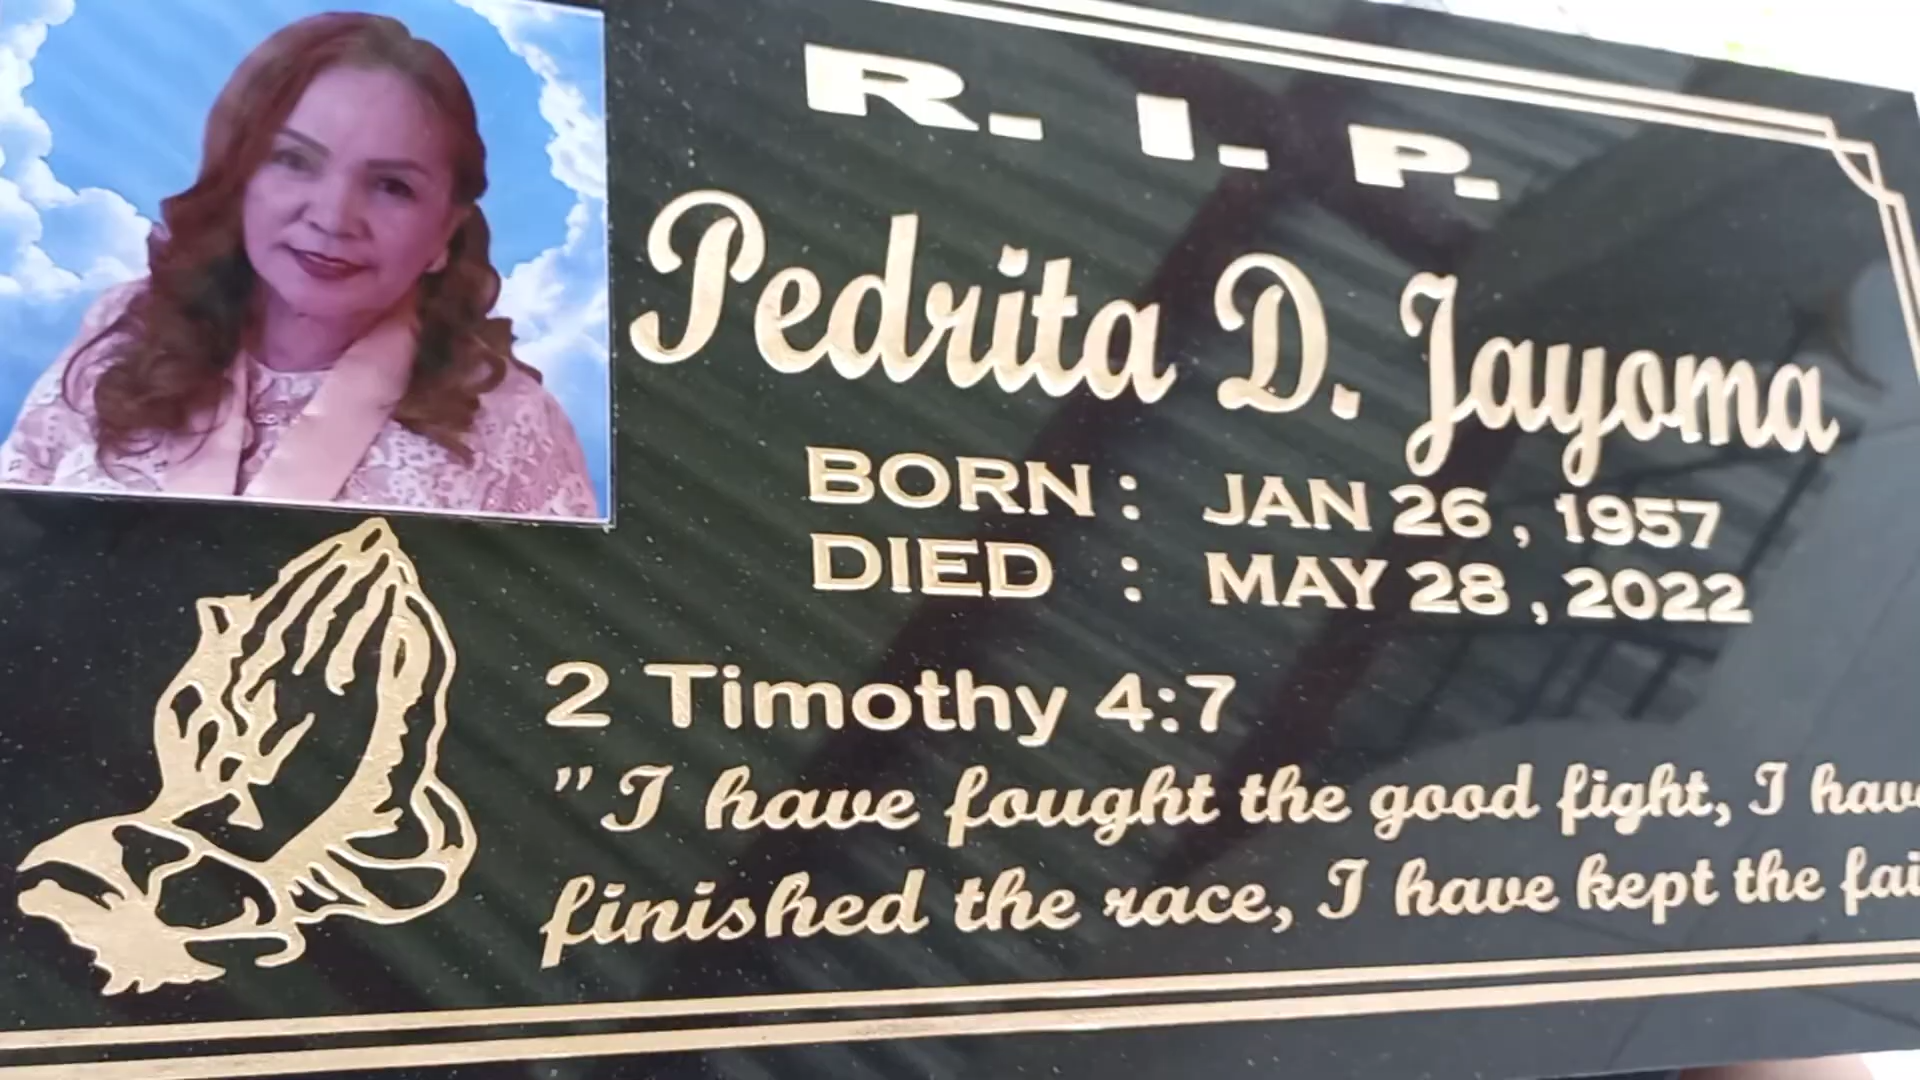 R. I. P.
Pedrita D. Jayoma
BORN : JAN 26 , 1957
DIED : MAY 28 , 2022
2 Timothy 4:7
"I have fought the good fight, I have
finished the race, I have kept the